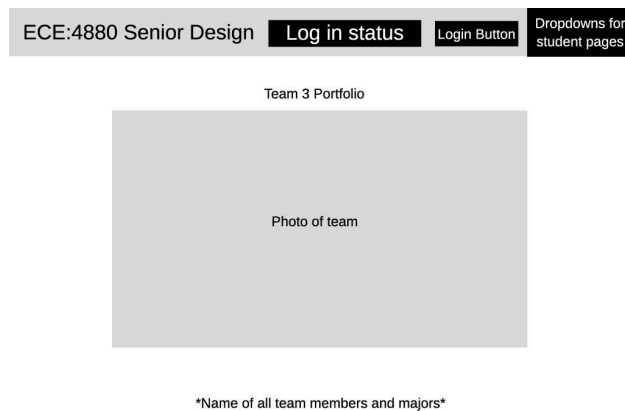 ECE:4880 Senior Design
Log in status
Login Button
Dropdowns for
student pages
Team 3 Portfolio
Photo of team
*Name of all team members and majors*